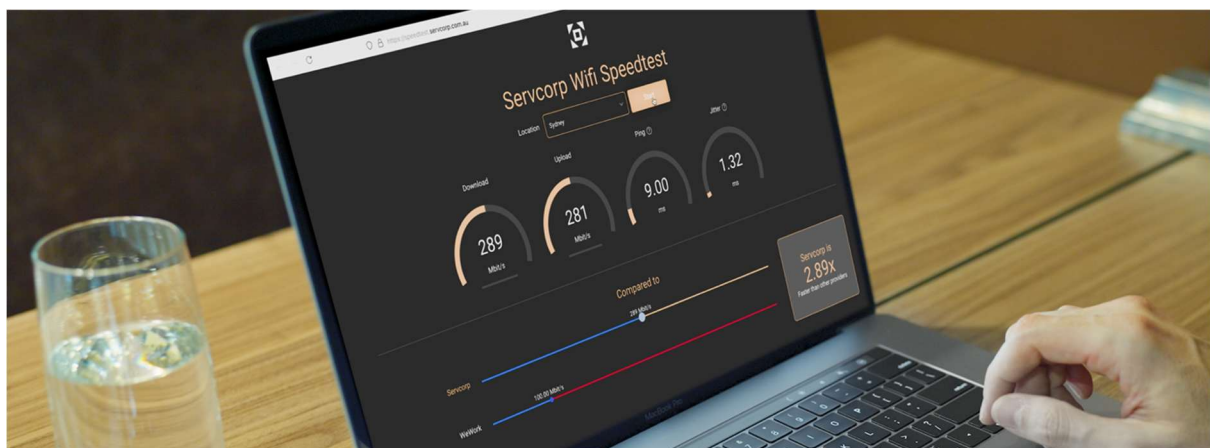 https://speedtest.servcorp.com.au
Servcorp Wifi Speedtest
Location Sydney
Download Upload Ping Jitter
289 281 9.00 1.32
Mbit/s Mbit/s ms ms
Compared to
289 Mbit/s
Servcorp
100.00 Mbit/s
WeWork
Servcorp is
2.89x
Faster than other providers
MacBook Pro